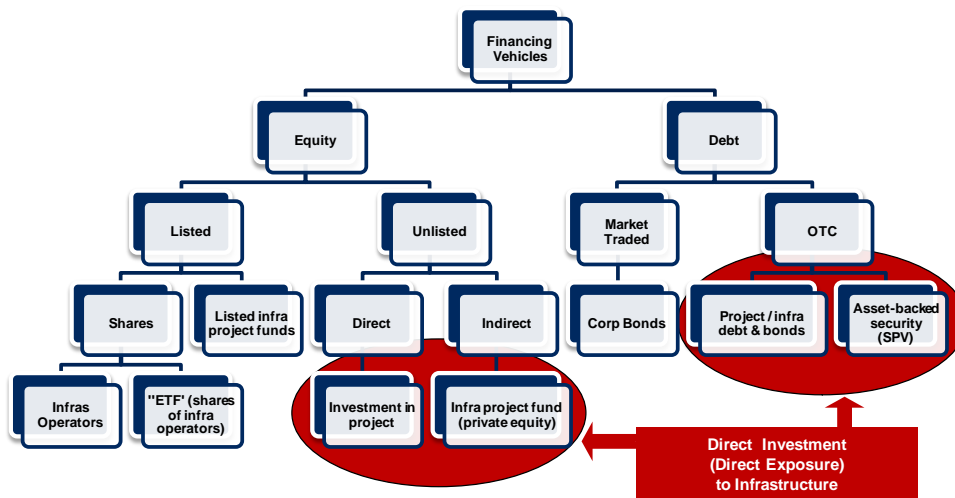 Financing
Vehicles
Equity
Debt
Listed
Unlisted
Market
Traded
OTC
Shares
Listed infra
project funds
Direct
Indirect
Corp Bonds
Project / infra
debt & bonds
Asset-backed
security
(SPV)
Infras
Operators
"ETF' (shares
of infra
operators)
Investment in
project
Infra project fund
(private equity)
Direct Investment
(Direct Exposure)
to Infrastructure